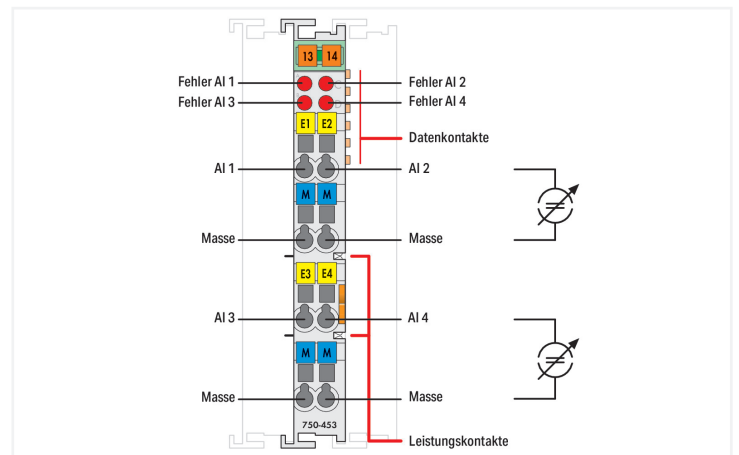 13 14
Fehler AI 1 Fehler AI 2
Fehler AI 3 Fehler AI 4
E1 E2
Datenkontakte
AI 1 AI 2
M M
Masse Masse
E3 E4
AI 3 AI 4
M M
Masse Masse
750-453
Leistungskontakte